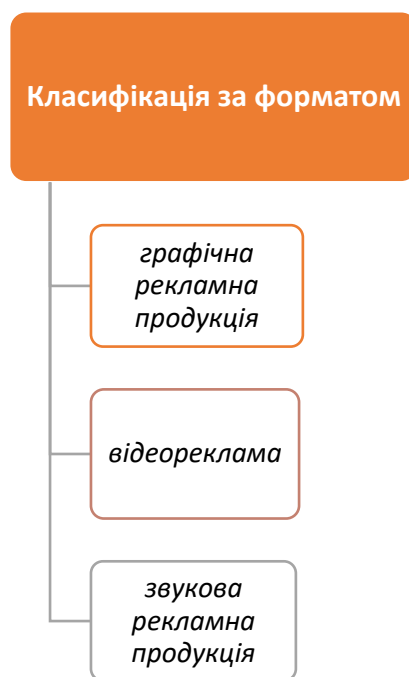 Класифікація за форматом
графічна
рекламна
продукція
відеореклама
звукова
рекламна
продукція